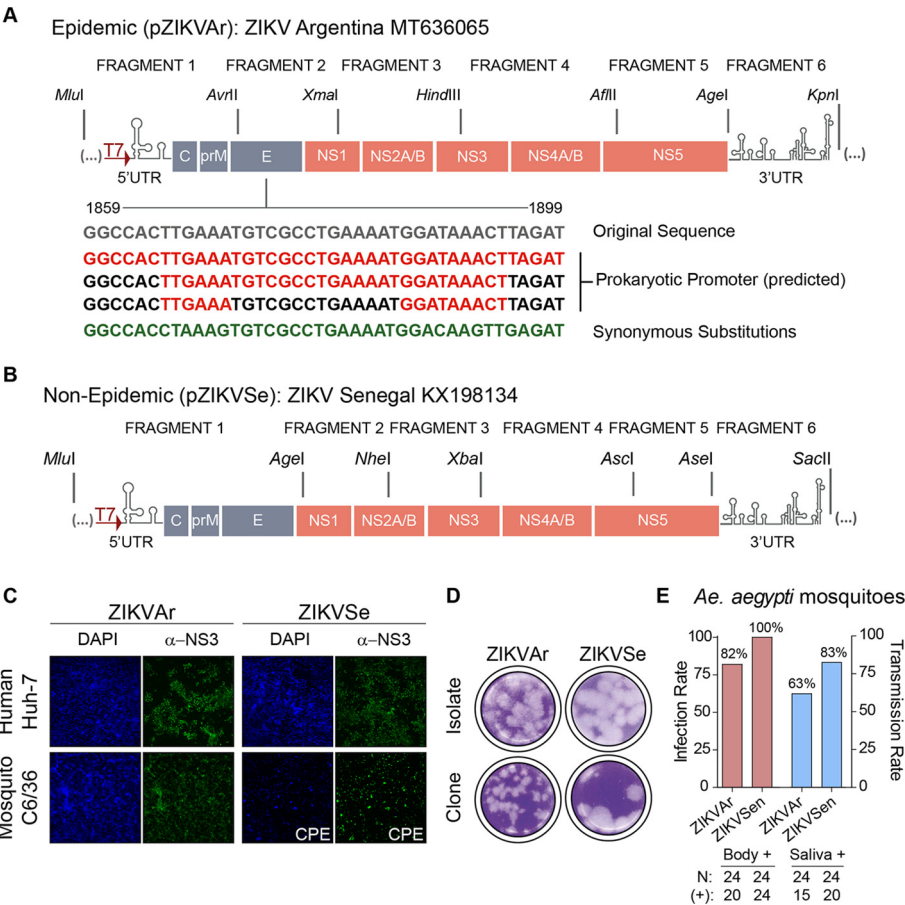 A
Epidemic (pZIKVAr): ZIKV Argentina MT636065
FRAGMENT 1 FRAGMENT 2 FRAGMENT 3 FRAGMENT 4 FRAGMENT 5 FRAGMENT 6
MluI AvrII XmaI HindIII AflII AgeI KpnI
(...) T7 C prM E NS1 NS2A/B NS3 NS4A/B NS5 (...)
5'UTR 3'UTR
1859 1899
GGCCACTTGAAATGTCGCCTGAAAATGGATAAACTTAGAT Original Sequence
GGCCACTTGAAATGTCGCCTGAAAATGGATAAACTTAGAT
GGCCACTTGAAATGTCGCCTGAAAATGGATAAACTTAGAT Prokaryotic Promoter (predicted)
GGCCACTTGAAATGTCGCCTGAAAATGGATAAACTTAGAT
GGCCACCTAAAGTGTCGCCTGAAAATGGACAAGTTGAGAT Synonymous Substitutions
B
Non-Epidemic (pZIKVSe): ZIKV Senegal KX198134
FRAGMENT 1 FRAGMENT 2 FRAGMENT 3 FRAGMENT 4 FRAGMENT 5 FRAGMENT 6
MluI AgeI NheI XbaI AscI AseI SacII
(...) T7 C prM E NS1 NS2A/B NS3 NS4A/B NS5 (...)
5'UTR 3'UTR
C
ZIKVAr ZIKVSe
DAPI α–NS3 DAPI α–NS3
Human
Huh-7
Mosquito
C6/36
CPE CPE
D
ZIKVAr ZIKVSe
Isolate
Clone
E Ae. aegypti mosquitoes
Infection Rate
100
75
50
25
0
82% 100% 63% 83%
100
75
50
25
0
Transmission Rate
ZIKVAr ZIKVSen ZIKVAr ZIKVSen
Body + Saliva +
N: 24 24 24 24
(+): 20 24 15 20